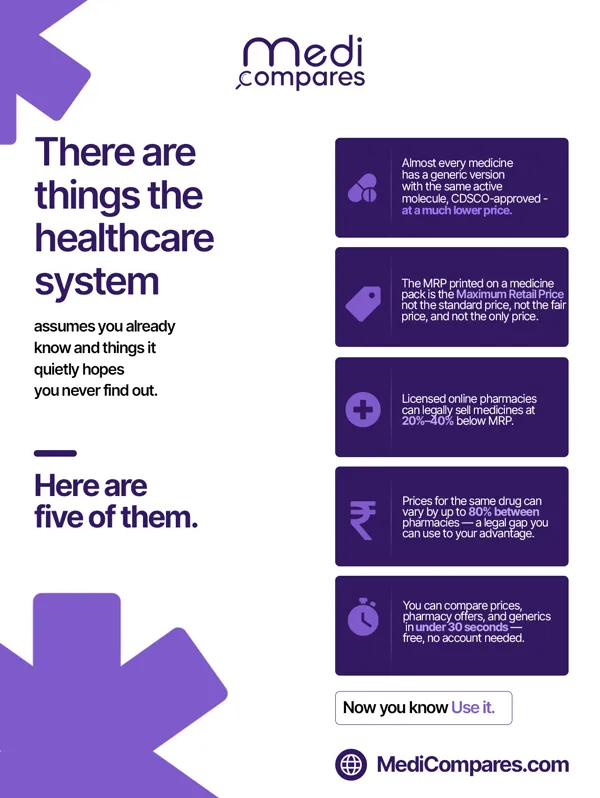 medi
compares
There are
things the
healthcare
system
assumes you already
know and things it
quietly hopes
you never find out.
Here are
five of them.
Almost every medicine
has a generic version
with the same active
molecule, CDSCO-approved -
at a much lower price.
The MRP printed on a medicine
pack is the Maximum Retail Price
not the standard price, not the fair
price, and not the only price.
Licensed online pharmacies
can legally sell medicines at
20%–40% below MRP.
Prices for the same drug can
vary by up to 80% between
pharmacies — a legal gap you
can use to your advantage.
You can compare prices,
pharmacy offers, and generics
in under 30 seconds —
free, no account needed.
Now you know Use it.
MediCompares.com